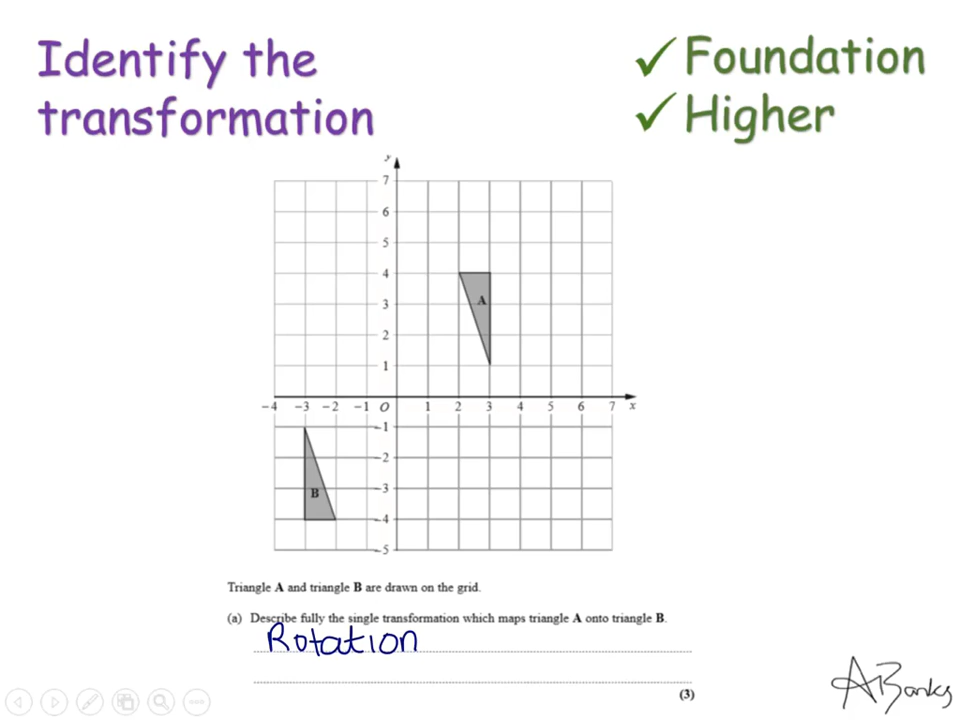 Identify the
transformation
✓ Foundation
✓ Higher
y
7
6
5
4
3
2
1
A
-4 -3 -2 -1 O 1 2 3 4 5 6 7 x
-1
-2
-3
-4
-5
B
Triangle A and triangle B are drawn on the grid.
(a) Describe fully the single transformation which maps triangle A onto triangle B.
Rotation
(3)
A Banks